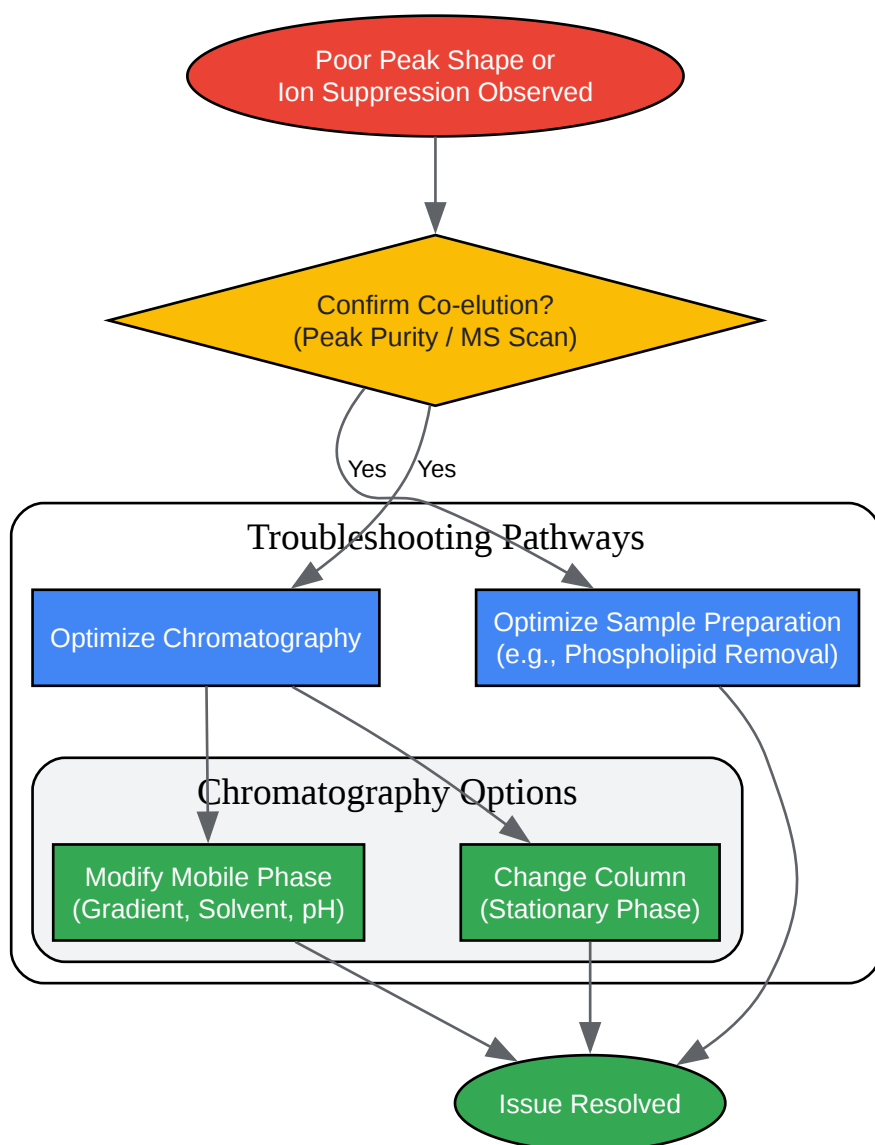 Poor Peak Shape or
Ion Suppression Observed
Confirm Co-elution?
(Peak Purity / MS Scan)
Yes
Yes
Troubleshooting Pathways
Optimize Chromatography
Optimize Sample Preparation
(e.g., Phospholipid Removal)
Chromatography Options
Modify Mobile Phase
(Gradient, Solvent, pH)
Change Column
(Stationary Phase)
Issue Resolved